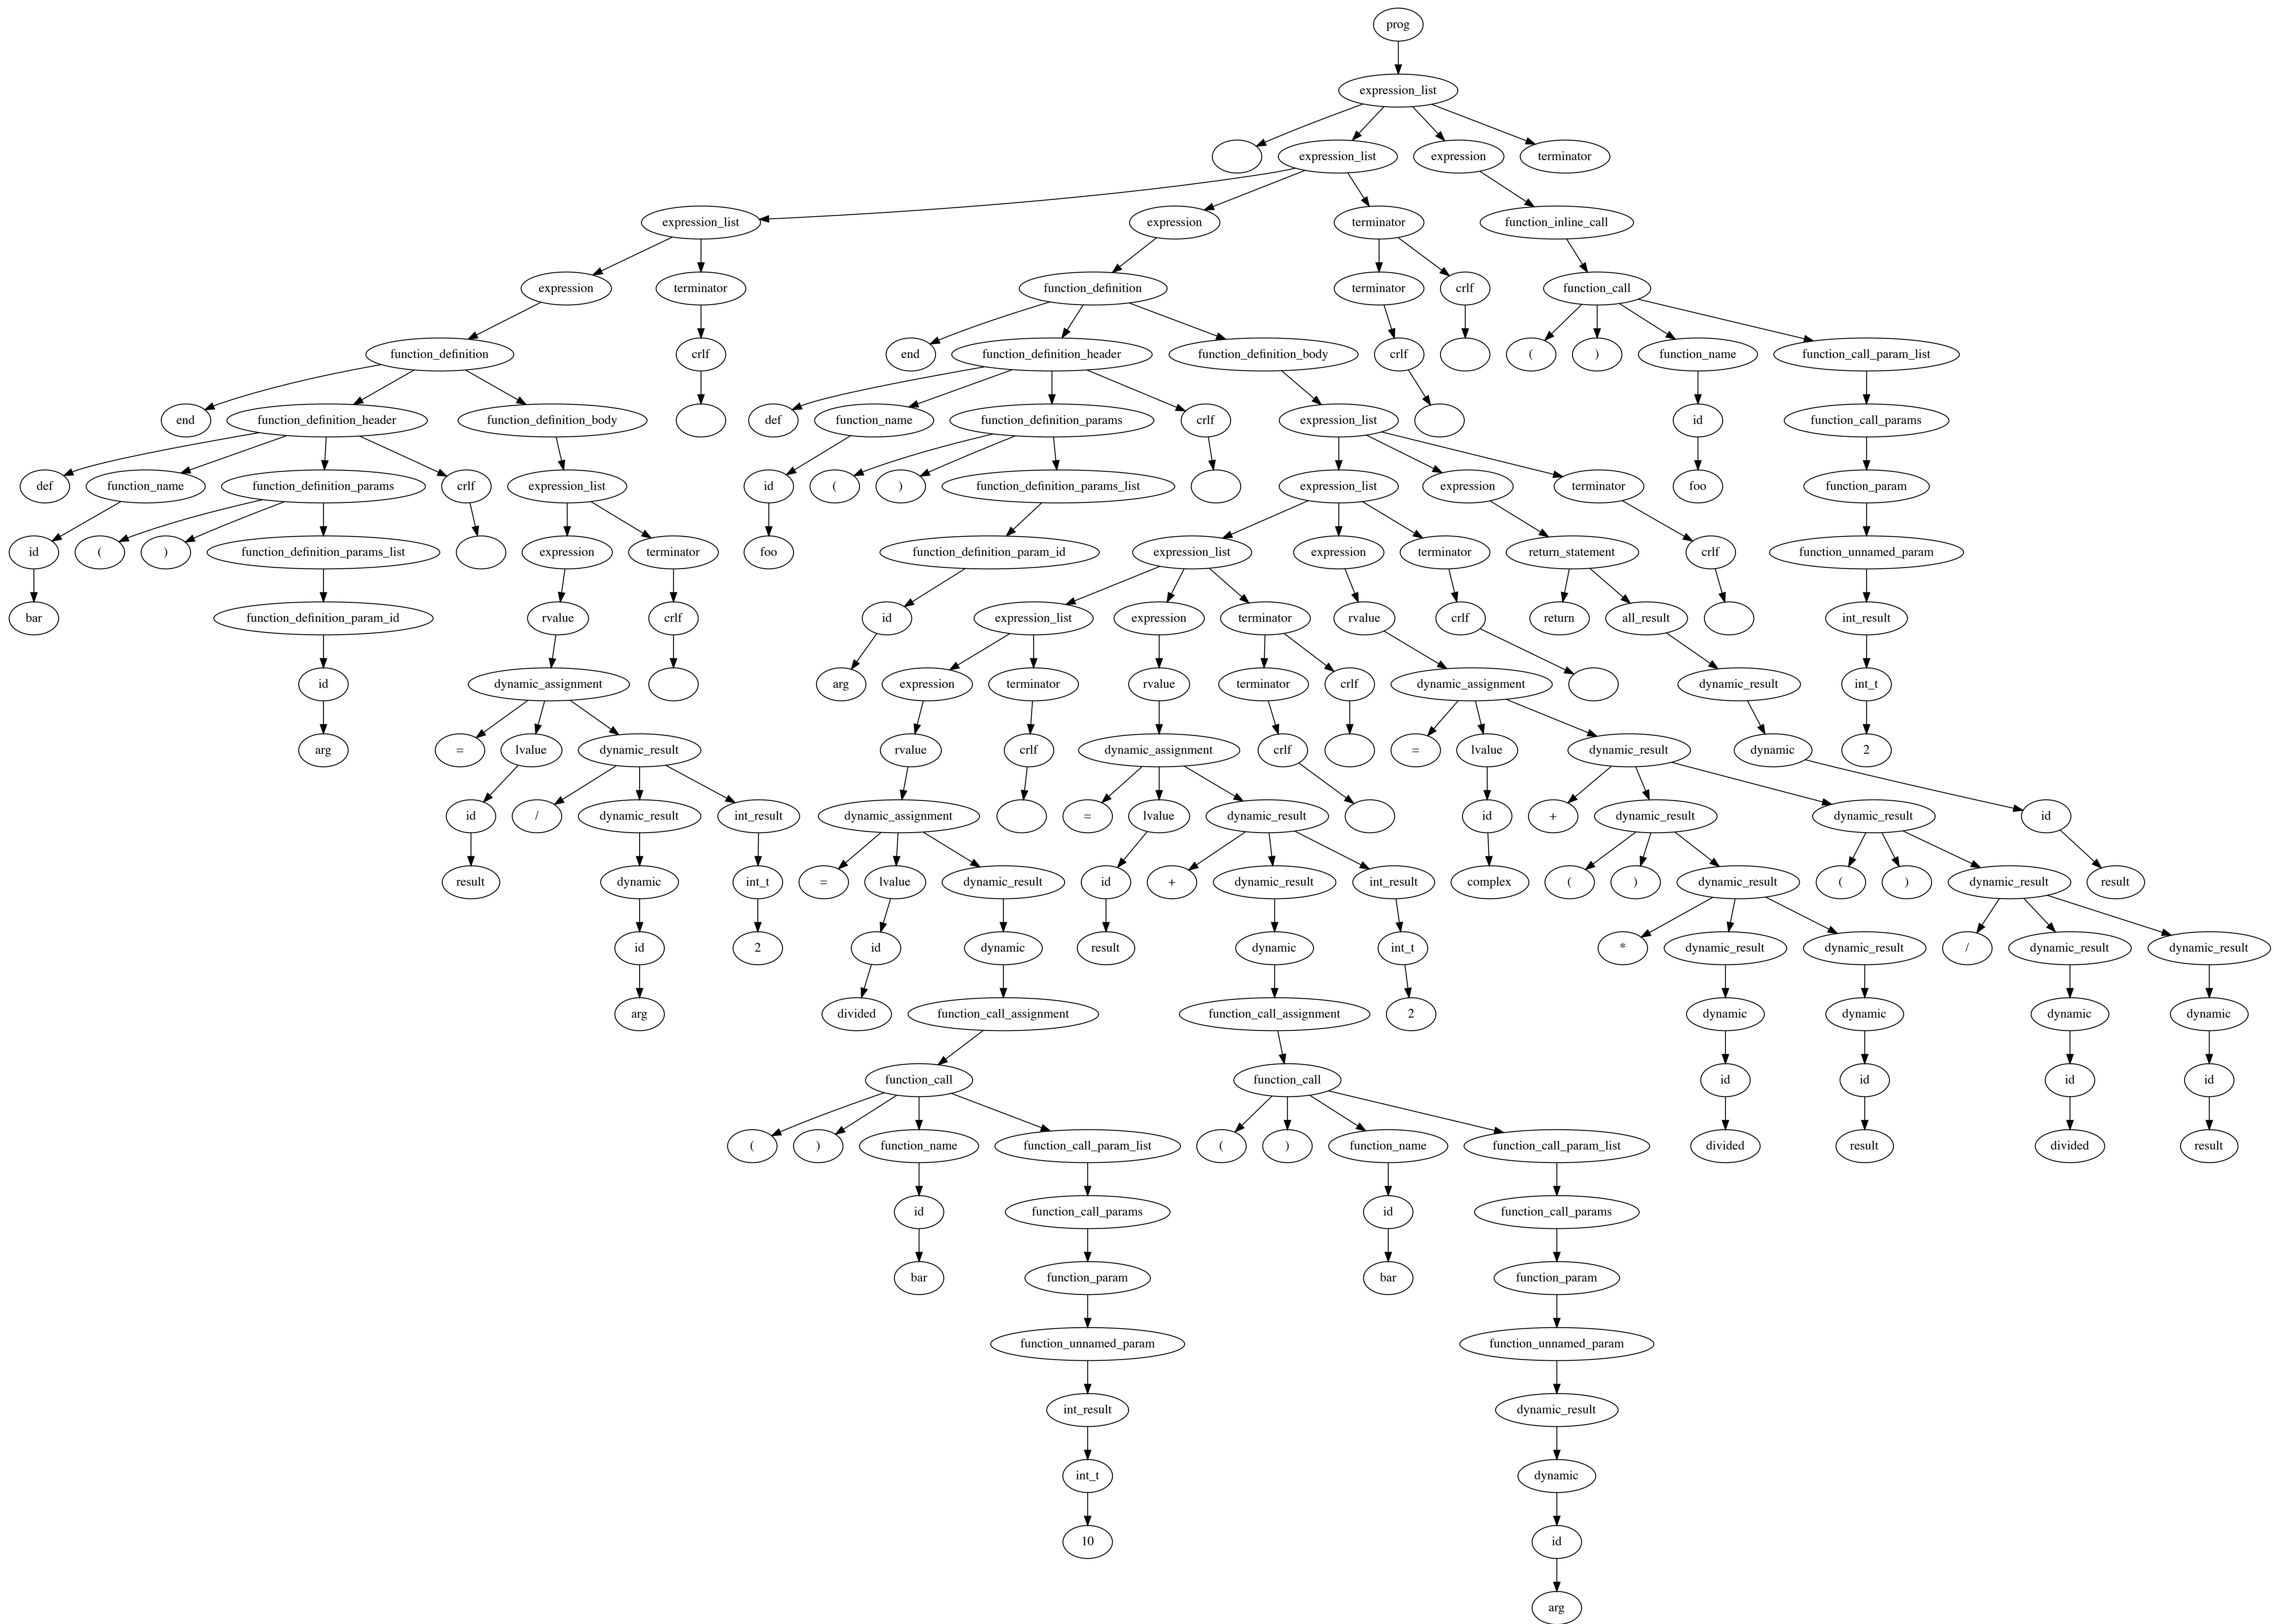 prog
expression_list
expression_list expression terminator
expression_list expression terminator function_inline_call
expression terminator function_definition terminator crlf function_call
function_definition crlf end function_definition_header function_definition_body crlf ( ) function_name function_call_param_list
end function_definition_header function_definition_body def function_name function_definition_params crlf expression_list id function_call_params
def function_name function_definition_params crlf expression_list id ( ) function_definition_params_list expression_list expression terminator foo function_param
id ( ) function_definition_params_list expression terminator foo function_definition_param_id expression_list expression terminator return_statement crlf function_unnamed_param
bar function_definition_param_id rvalue crlf id expression_list expression terminator rvalue crlf return all_result int_result
id dynamic_assignment arg expression terminator rvalue terminator crlf dynamic_assignment dynamic_result int_t
arg = lvalue dynamic_result rvalue crlf dynamic_assignment crlf = lvalue dynamic_result dynamic 2
id / dynamic_result int_result dynamic_assignment = lvalue dynamic_result id + dynamic_result dynamic_result id
result dynamic int_t = lvalue dynamic_result id + dynamic_result int_result complex ( ) dynamic_result ( ) dynamic_result result
id 2 id dynamic result dynamic int_t * dynamic_result dynamic_result / dynamic_result dynamic_result
arg divided function_call_assignment function_call_assignment 2 dynamic dynamic dynamic dynamic
function_call function_call id id id id
( ) function_name function_call_param_list ( ) function_name function_call_param_list divided result divided result
id function_call_params id function_call_params
bar function_param bar function_param
function_unnamed_param function_unnamed_param
int_result dynamic_result
int_t dynamic
10 id
arg